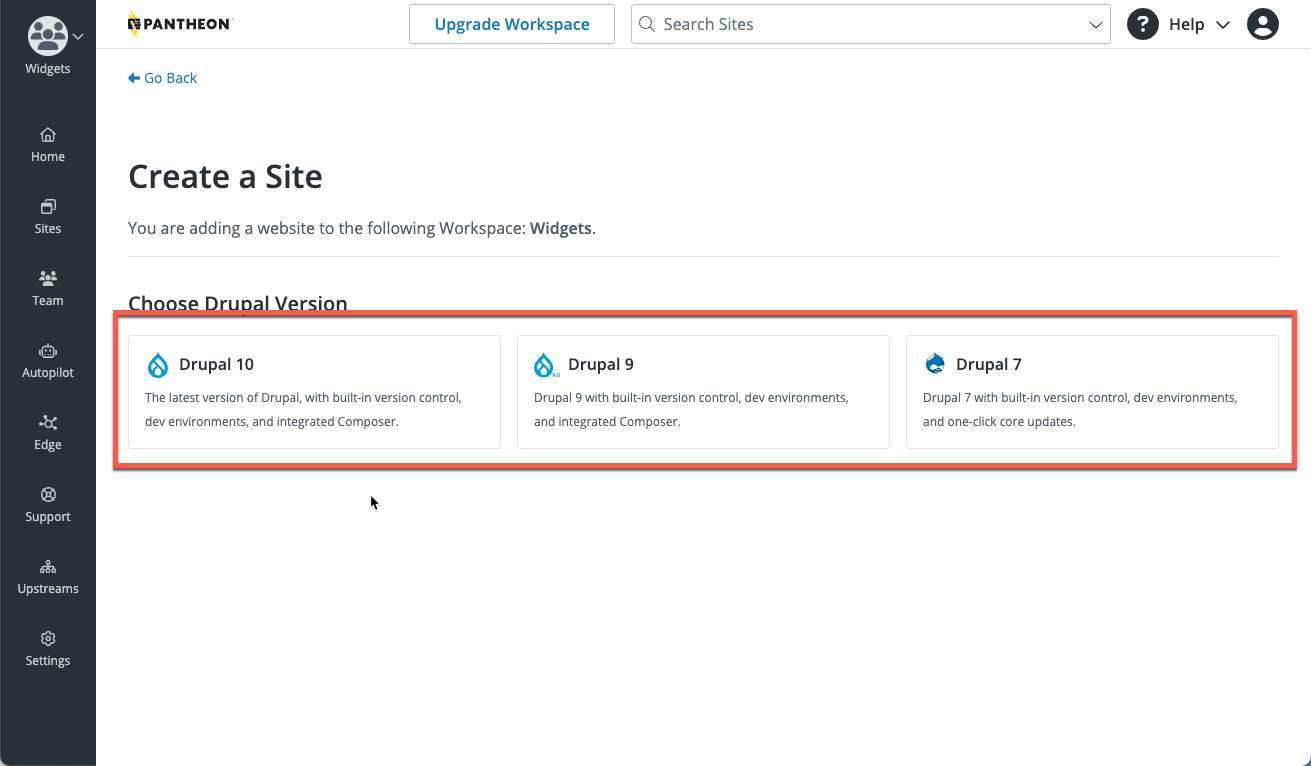 Widgets
PANTHEON
Upgrade Workspace
Search Sites
? Help
Go Back
Home
Sites
Team
Autopilot
Edge
Support
Upstreams
Settings
Create a Site
You are adding a website to the following Workspace: Widgets.
Choose Drupal Version
Drupal 10
The latest version of Drupal, with built-in version control,
dev environments, and integrated Composer.
Drupal 9
Drupal 9 with built-in version control, dev environments,
and integrated Composer.
Drupal 7
Drupal 7 with built-in version control, dev environments,
and one-click core updates.